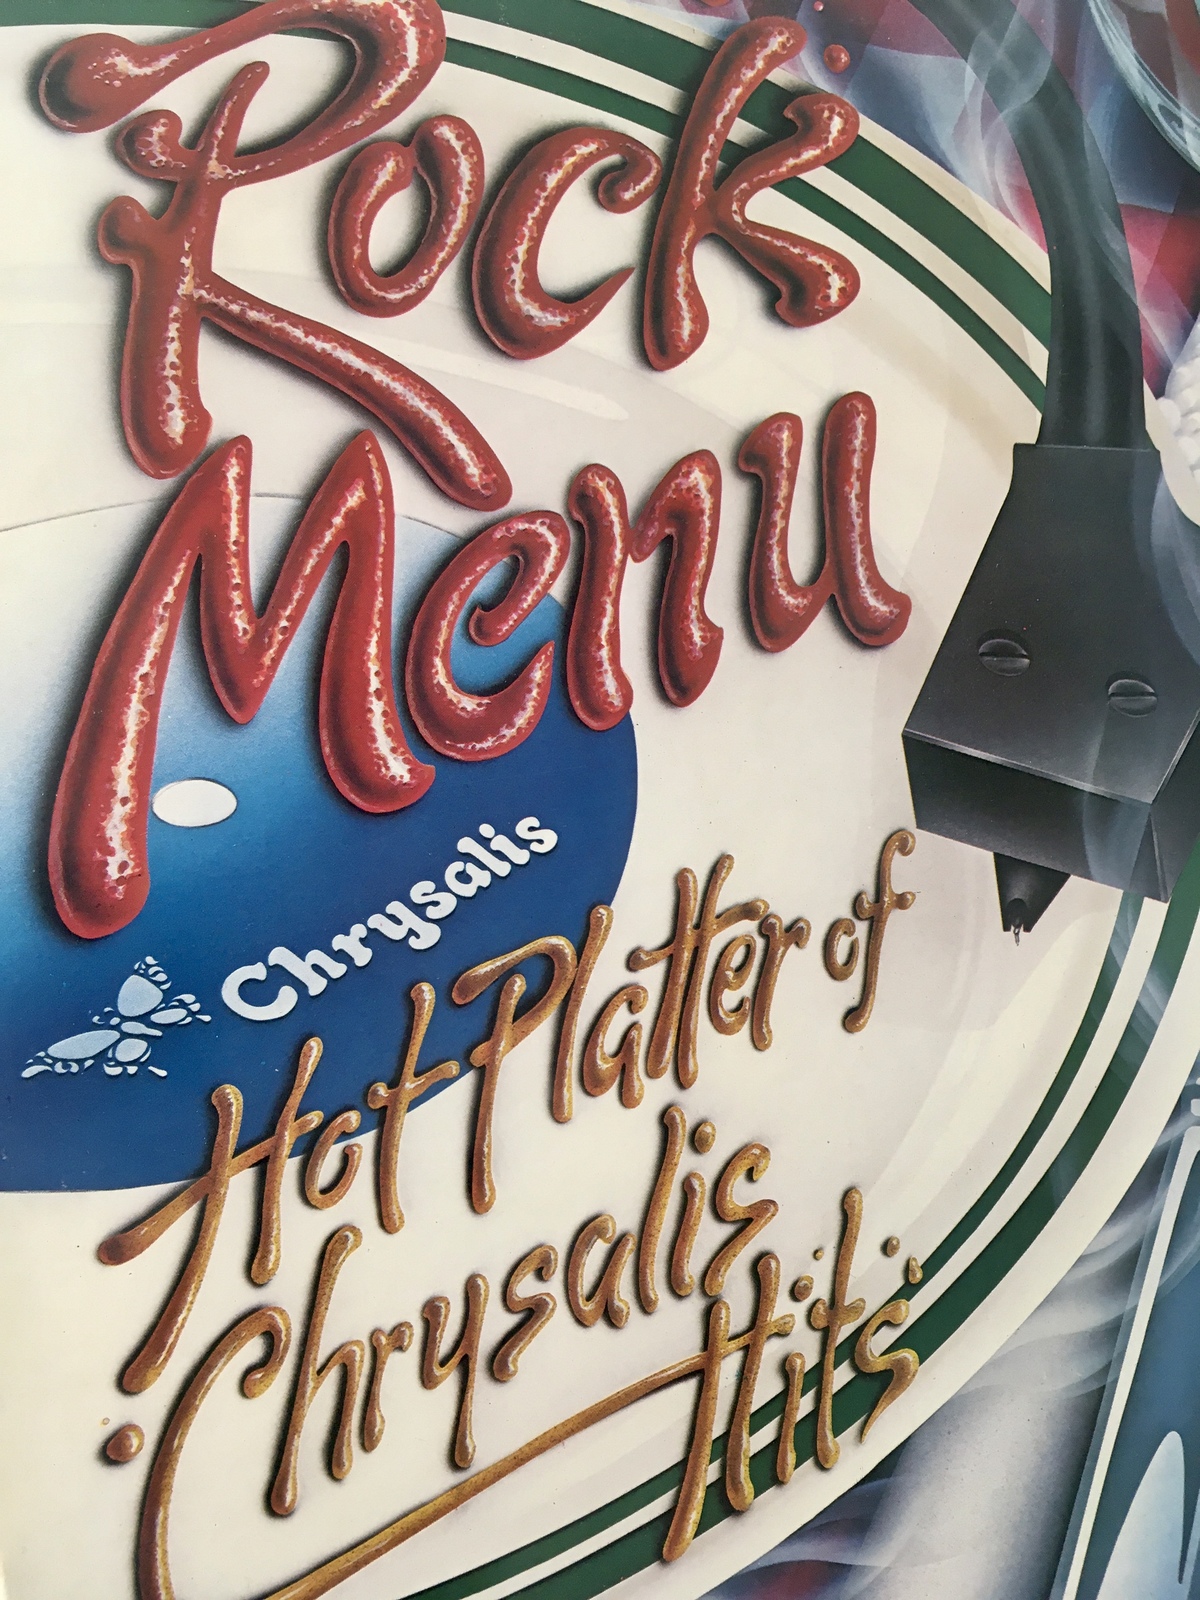 Rock
Menu
Chrysalis
Hot Platter of
Chrysalis
Hits